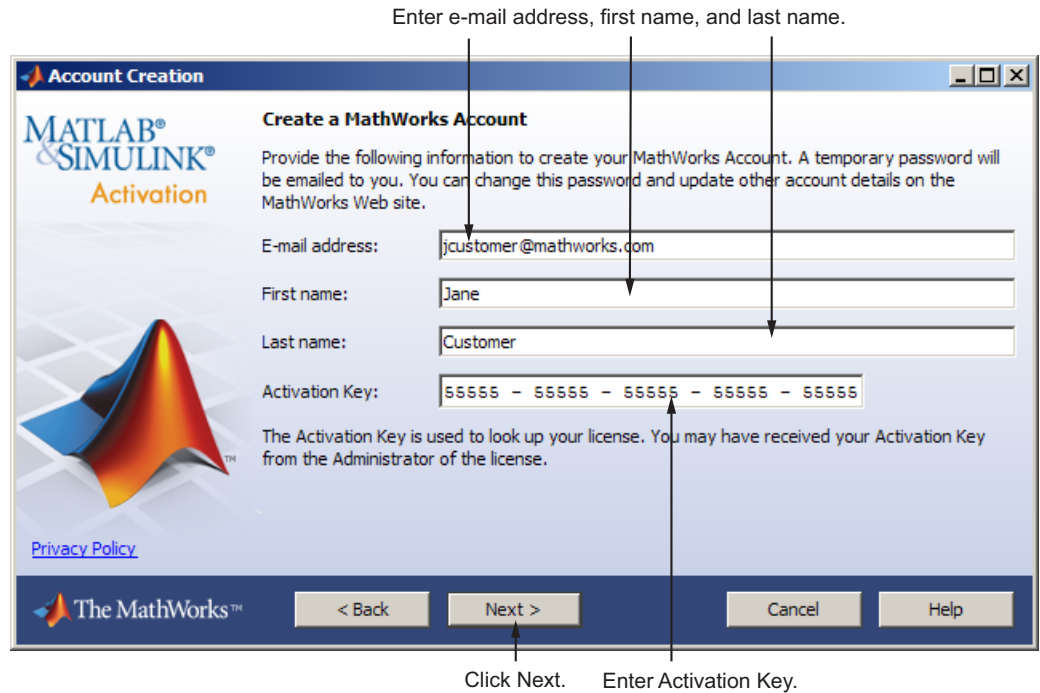 Enter e-mail address, first name, and last name.
Account Creation
MATLAB®
&SIMULINK®
Activation
Create a MathWorks Account
Provide the following information to create your MathWorks Account. A temporary password will
be emailed to you. You can change this password and update other account details on the
MathWorks Web site.
E-mail address: jcustomer@mathworks.com
First name: Jane
Last name: Customer
Activation Key: 55555 - 55555 - 55555 - 55555 - 55555
The Activation Key is used to look up your license. You may have received your Activation Key
from the Administrator of the license.
TM
Privacy Policy
The MathWorks™ < Back Next > Cancel Help
Click Next. Enter Activation Key.